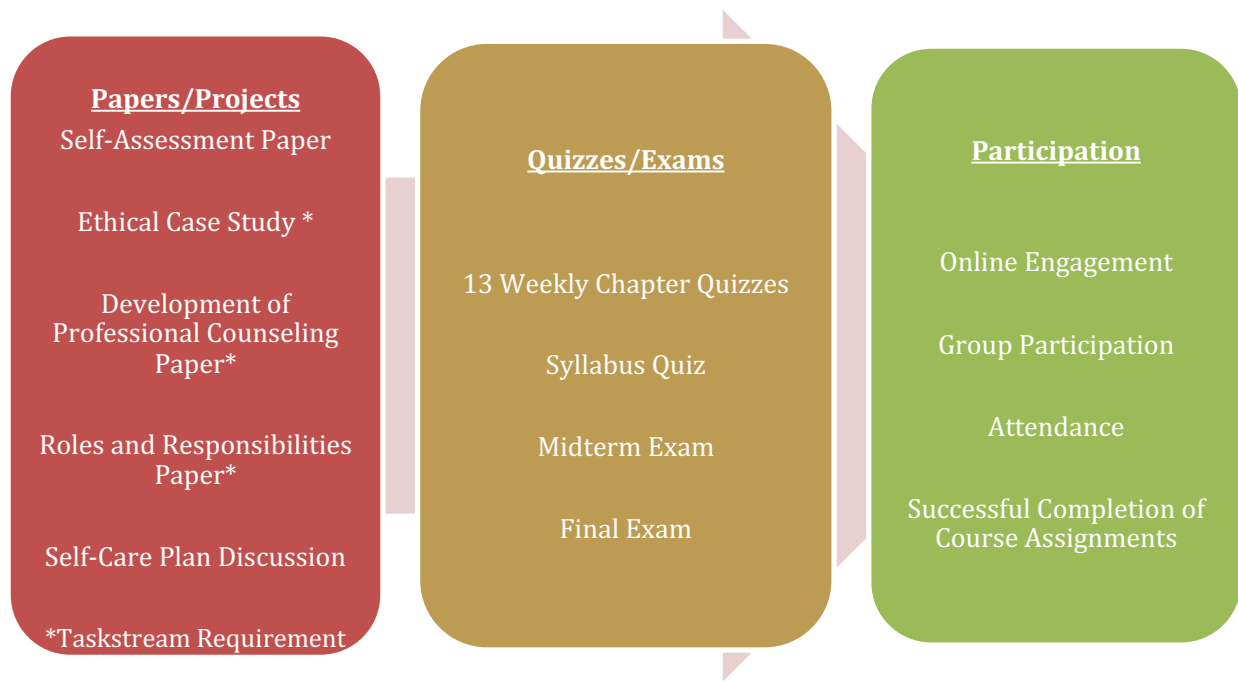 Papers/Projects
Self-Assessment Paper
Ethical Case Study *
Development of
Professional Counseling
Paper*
Roles and Responsibilities
Paper*
Self-Care Plan Discussion
*Taskstream Requirement
Quizzes/Exams
13 Weekly Chapter Quizzes
Syllabus Quiz
Midterm Exam
Final Exam
Participation
Online Engagement
Group Participation
Attendance
Successful Completion of
Course Assignments